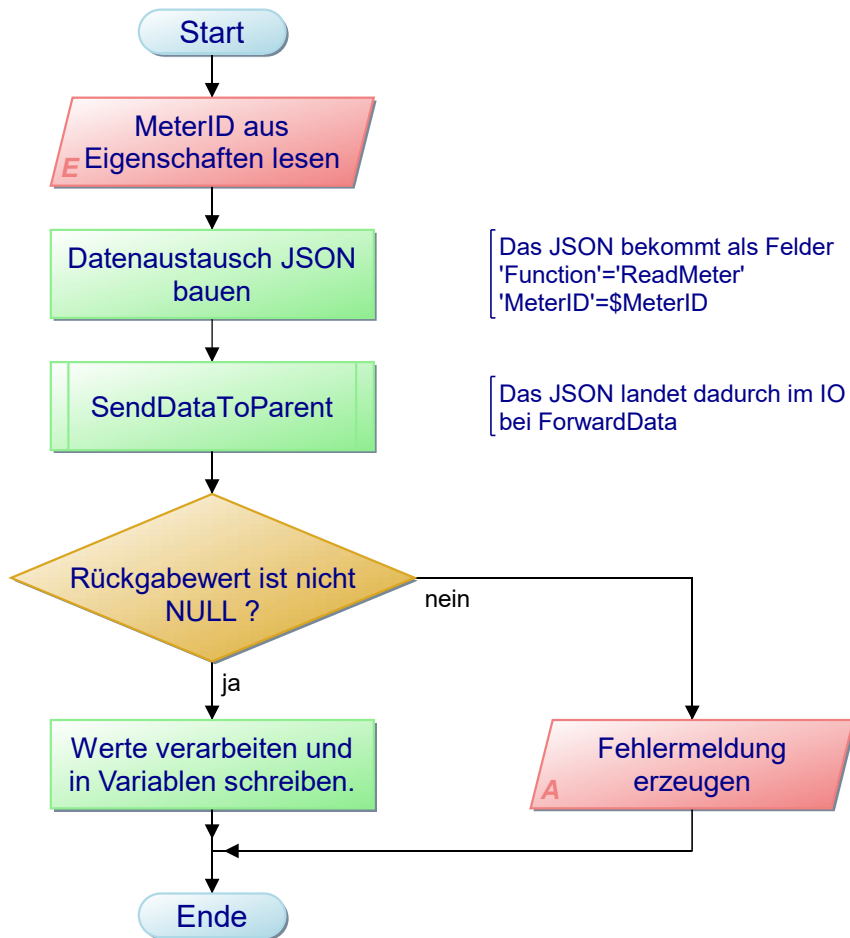 Start
MeterID aus
Eigenschaften lesen
E
Datenaustausch JSON
bauen
Das JSON bekommt als Felder
'Function'='ReadMeter'
'MeterID'=$MeterID
SendDataToParent
Das JSON landet dadurch im IO
bei ForwardData
Rückgabewert ist nicht
NULL ?
nein
ja
Werte verarbeiten und
in Variablen schreiben.
Fehlermeldung
erzeugen
A
Ende